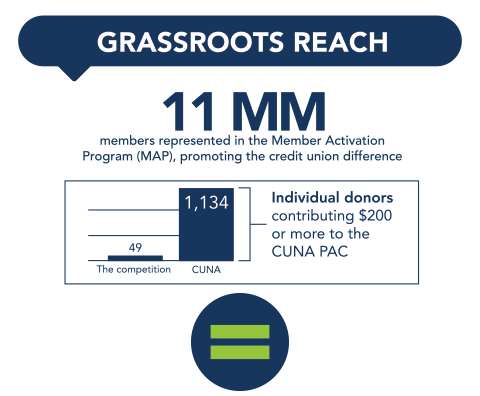 GRASSROOTS REACH
11 MM
members represented in the Member Activation
Program (MAP), promoting the credit union difference
1,134
49
The competition
CUNA
Individual donors
contributing $200
or more to the
CUNA PAC